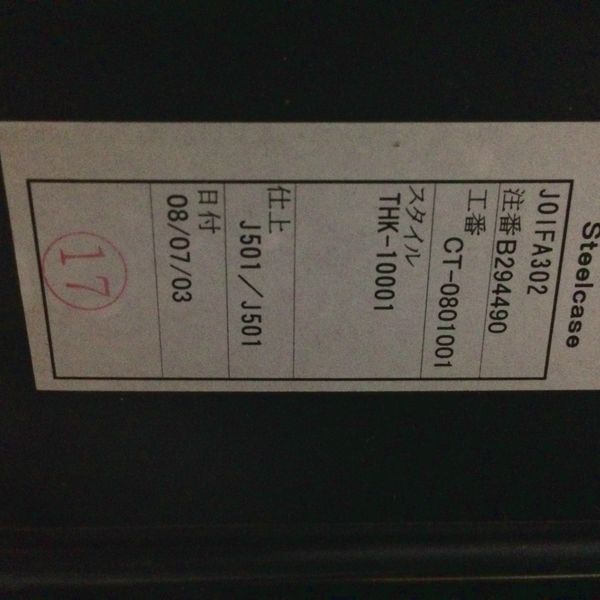 Steelcase
J01FA302
注番B294490
工番
CT-0801001
スタイル
THK-10001
仕上
J501／J501
日付
08/07/03
17